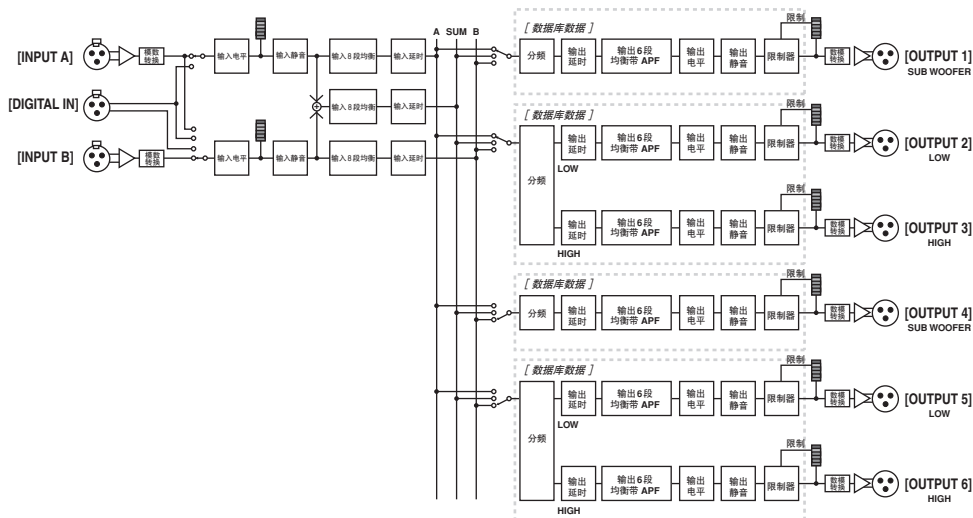 A SUM B
[INPUT A]
模数
转换
输入电平
输入静音
输入8段均衡
输入延时
[DIGITAL IN]
输入8段均衡
输入延时
[INPUT B]
模数
转换
输入电平
输入静音
输入8段均衡
输入延时
[ 数据库数据 ]
分频
输出
延时
输出6段
均衡带 APF
输出
电平
输出
静音
限制器
限制
数模
转换
[OUTPUT 1]
SUB WOOFER
[ 数据库数据 ]
分频
输出
延时
LOW
输出6段
均衡带 APF
输出
电平
输出
静音
限制器
限制
数模
转换
[OUTPUT 2]
LOW
输出
延时
HIGH
输出6段
均衡带 APF
输出
电平
输出
静音
限制器
限制
数模
转换
[OUTPUT 3]
HIGH
[ 数据库数据 ]
分频
输出
延时
输出6段
均衡带 APF
输出
电平
输出
静音
限制器
限制
数模
转换
[OUTPUT 4]
SUB WOOFER
[ 数据库数据 ]
分频
输出
延时
LOW
输出6段
均衡带 APF
输出
电平
输出
静音
限制器
限制
数模
转换
[OUTPUT 5]
LOW
输出
延时
HIGH
输出6段
均衡带 APF
输出
电平
输出
静音
限制器
限制
数模
转换
[OUTPUT 6]
HIGH